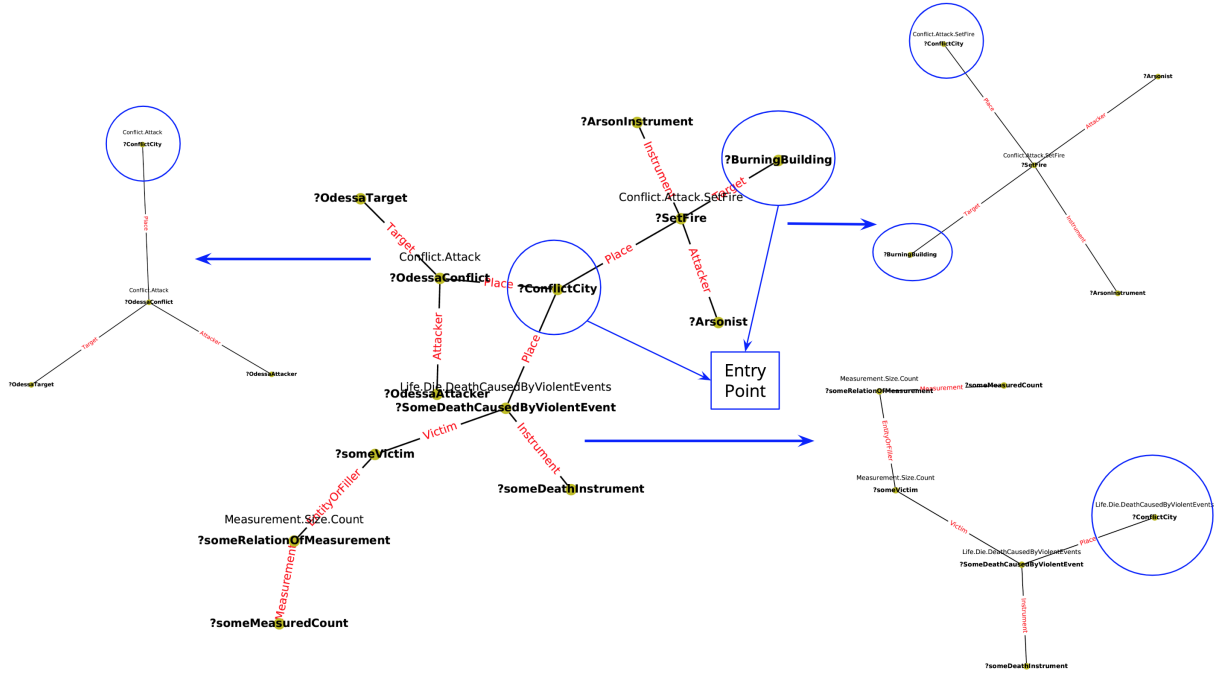 Conflict.Attack
?ConflictCity
Place
Conflict.Attack
?OdessaConflict
Target
Attacker
?OdessaTarget
?OdessaAttacker
?ArsonInstrument
Instrument
?BurningBuilding
Target
Conflict.Attack.SetFire
?SetFire
?OdessaTarget
Target
Conflict.Attack
?OdessaConflict
Place
?ConflictCity
Place
Attacker
?Arsonist
Attacker
Place
?OdessaAttacker
Life.Die.DeathCausedByViolentEvents
?SomeDeathCausedByViolentEvent
Victim
Instrument
?someVictim
?someDeathInstrument
EntityOrFiller
Measurement.Size.Count
?someRelationOfMeasurement
Measurement
?someMeasuredCount
Entry
Point
Conflict.Attack.SetFire
?ConflictCity
Place
?Arsonist
Attacker
Conflict.Attack.SetFire
?SetFire
Target
Instrument
?BurningBuilding
?ArsonInstrument
Measurement.Size.Count
?someRelationOfMeasurement
Measurement
?someMeasuredCount
EntityOrFiller
Measurement.Size.Count
?someVictim
Victim
Life.Die.DeathCausedByViolentEvents
?ConflictCity
Place
Life.Die.DeathCausedByViolentEvents
?SomeDeathCausedByViolentEvent
Instrument
?someDeathInstrument